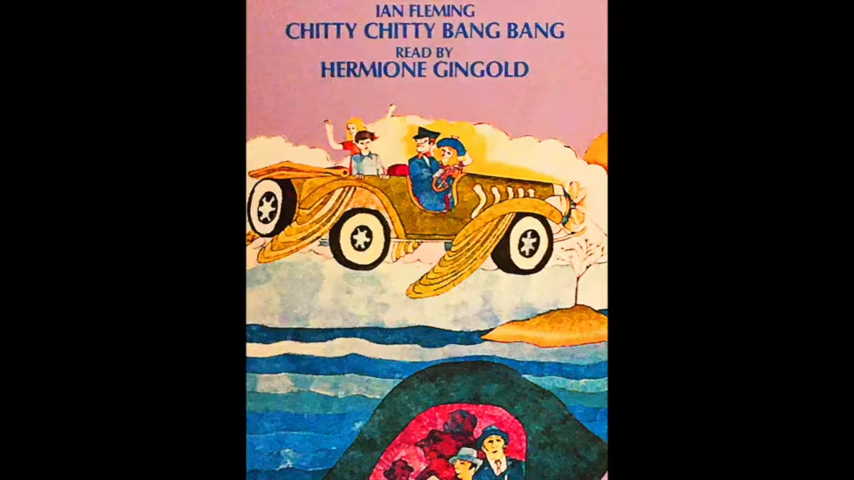 IAN FLEMING
CHITTY CHITTY BANG BANG
READ BY
HERMIONE GINGOLD